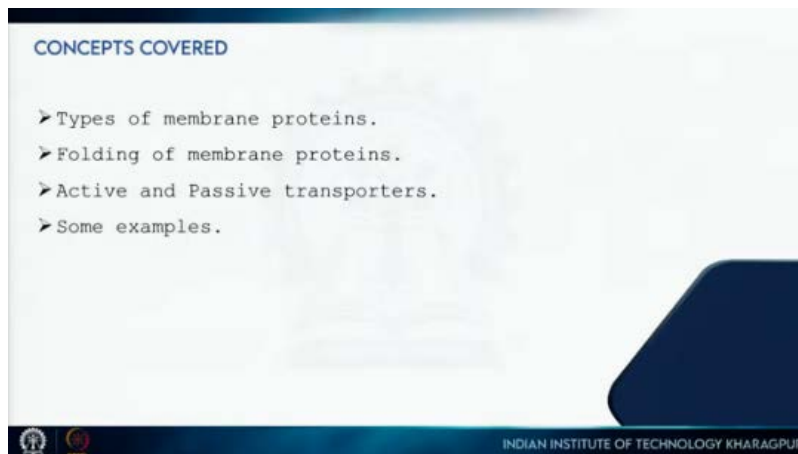 CONCEPTS COVERED
➤Types of membrane proteins.
➤Folding of membrane proteins.
➤Active and Passive transporters.
➤Some examples.
INDIAN INSTITUTE OF TECHNOLOGY KHARAGPUR